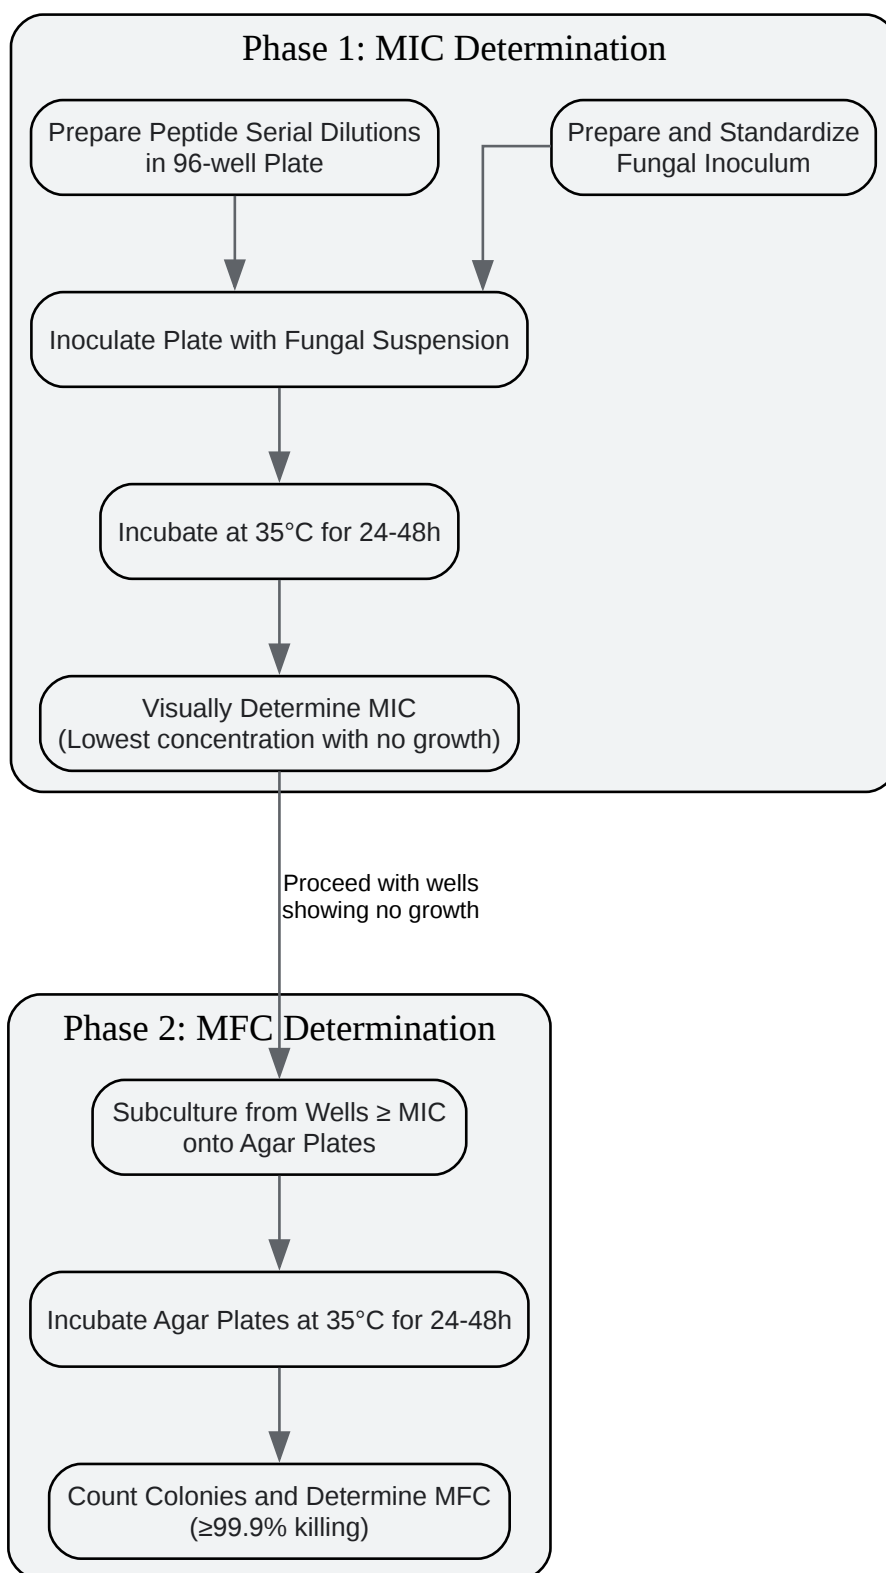 Phase 1: MIC Determination
Prepare Peptide Serial Dilutions
in 96-well Plate
Prepare and Standardize
Fungal Inoculum
Inoculate Plate with Fungal Suspension
Incubate at 35°C for 24-48h
Visually Determine MIC
(Lowest concentration with no growth)
Proceed with wells
showing no growth
Phase 2: MFC Determination
Subculture from Wells ≥ MIC
onto Agar Plates
Incubate Agar Plates at 35°C for 24-48h
Count Colonies and Determine MFC
(≥99.9% killing)